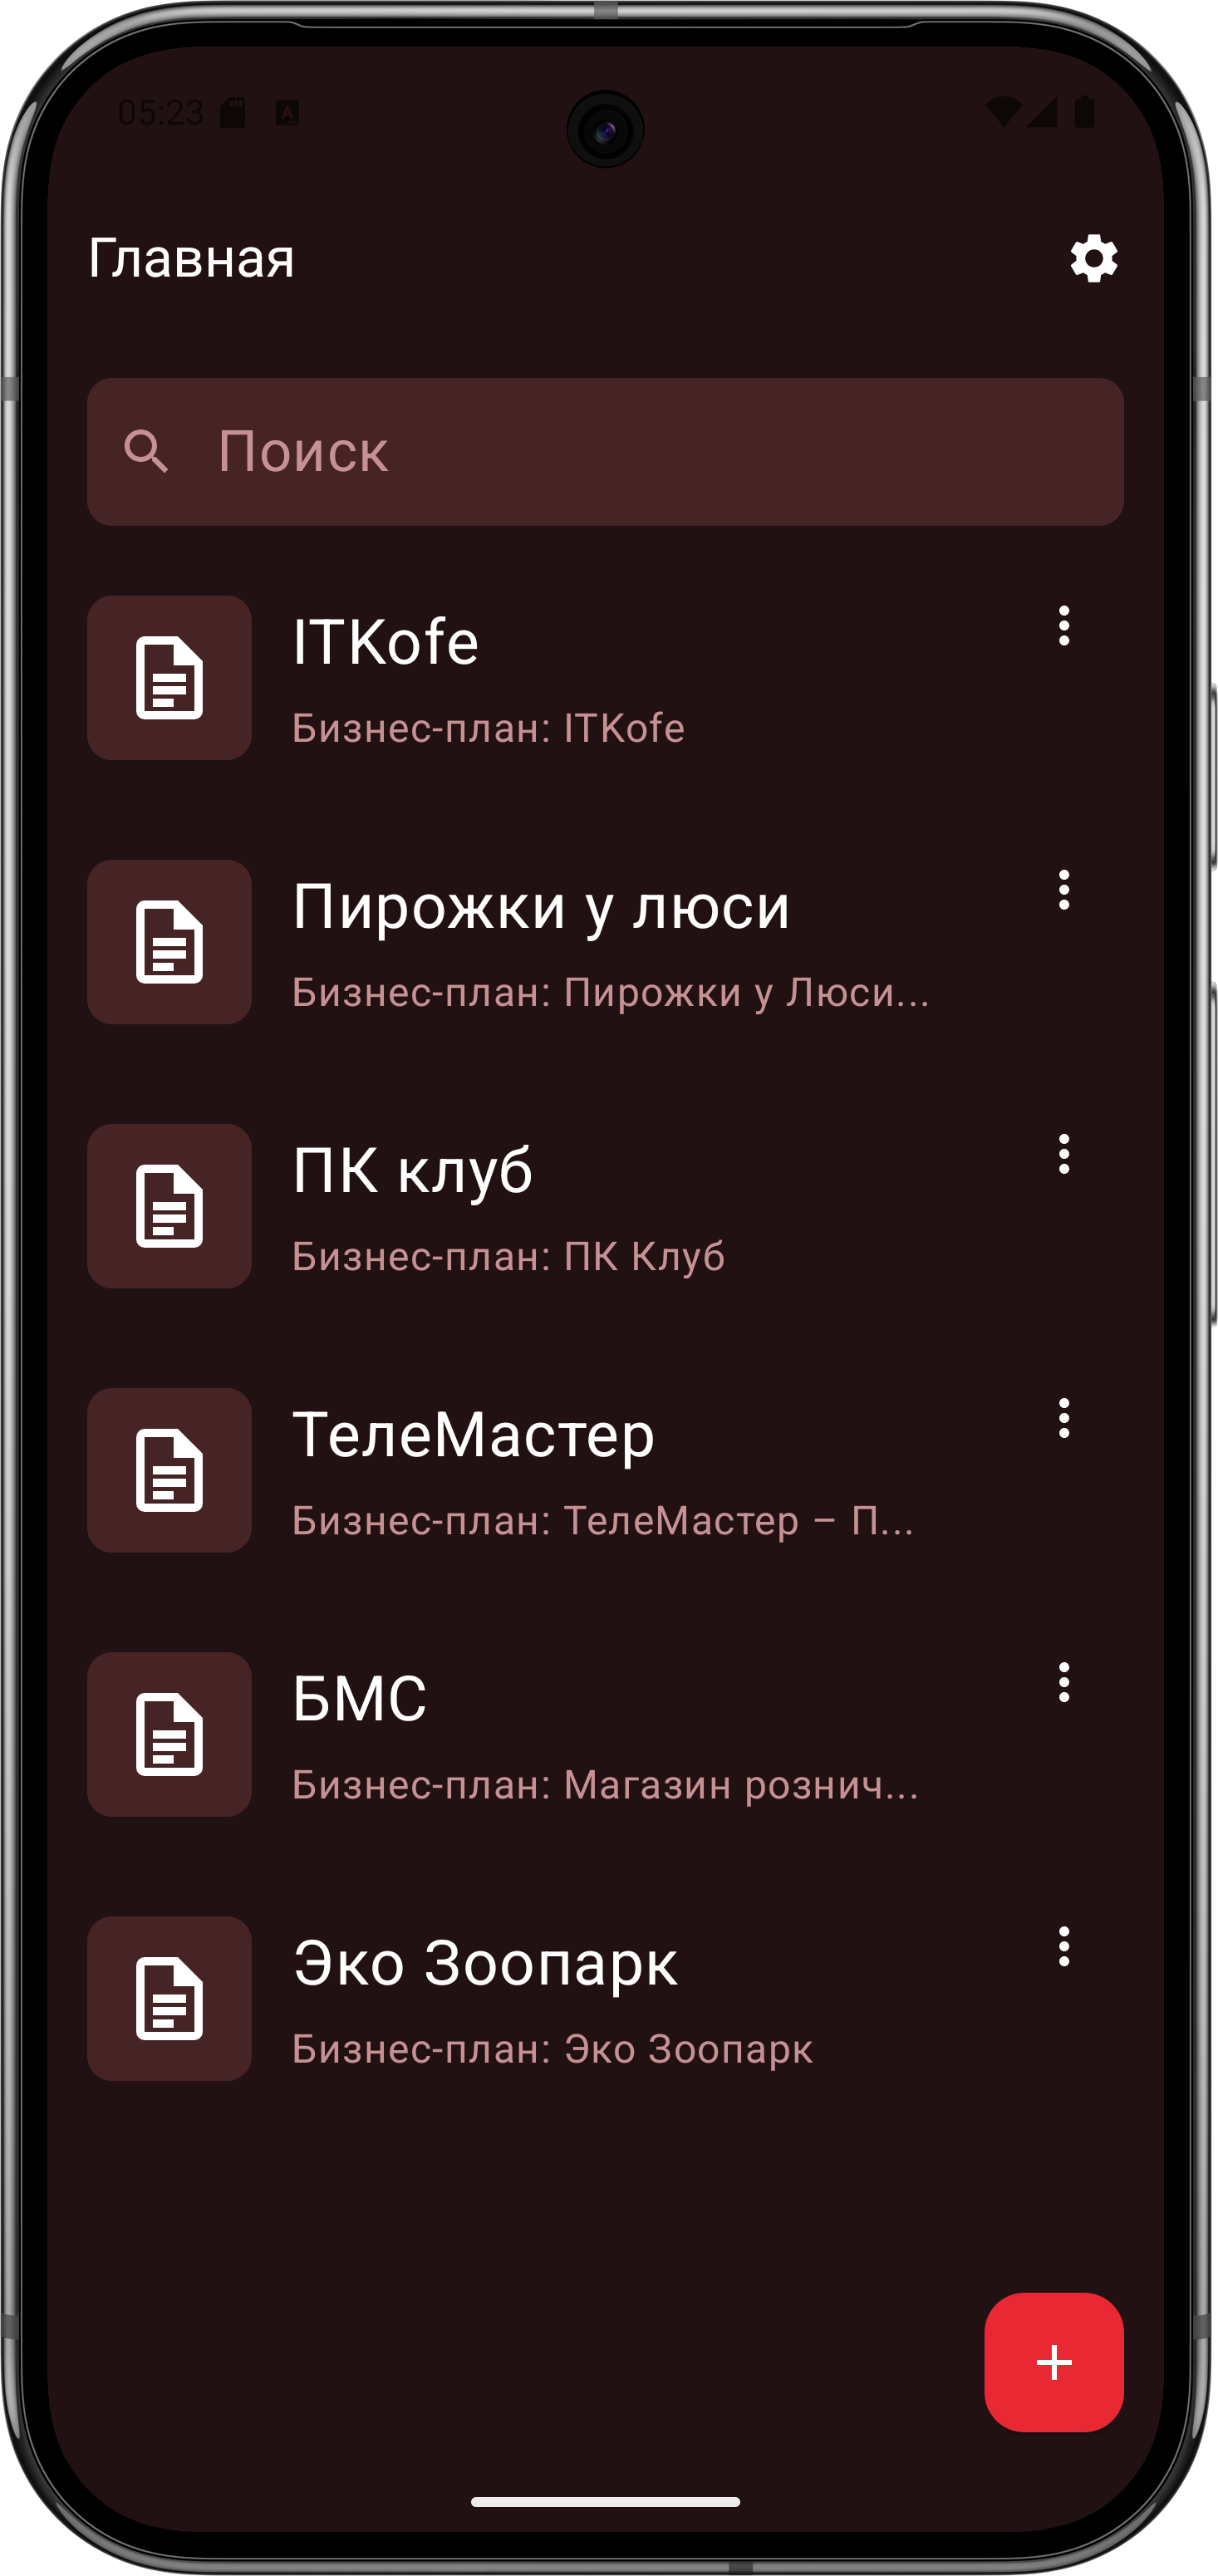 05:23
Главная
Поиск
ITKofe
Бизнес-план: ITKofe
Пирожки у люси
Бизнес-план: Пирожки у Люси...
ПК клуб
Бизнес-план: ПК Клуб
ТелеМастер
Бизнес-план: ТелеМастер – П...
БМС
Бизнес-план: Магазин рознич...
Эко Зоопарк
Бизнес-план: Эко Зоопарк